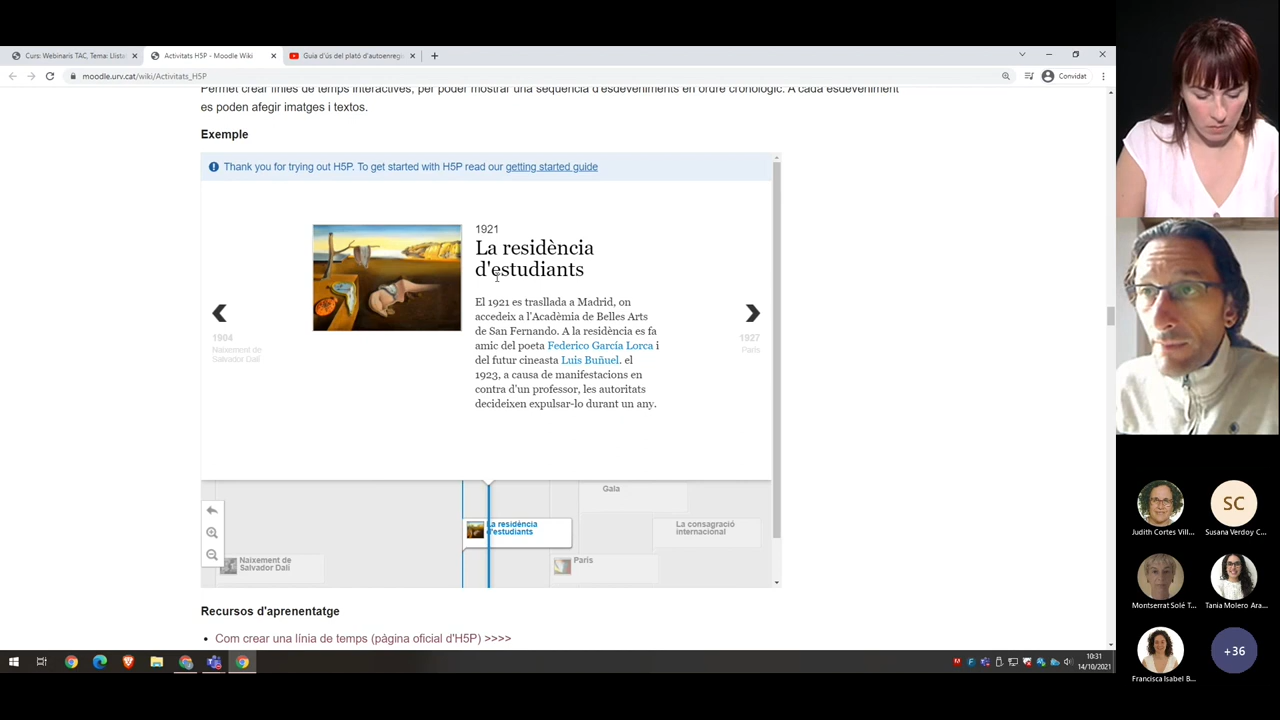 Curs: Webinaris TAC, Tema: Llista
Activitats H5P - Moodle Wiki
Guia d'ús del plató d'autoenreg
moodle.urv.cat/wiki/Activitats_H5P
Convidat
Permet crear línies de temps interactives, per poder mostrar una seqüència d'esdeveniments en ordre cronològic. A cada esdeveniment
es poden afegir imatges i textos.
Exemple
Thank you for trying out H5P. To get started with H5P read our getting started guide
1921
La residència
d'estudiants
El 1921 es trasllada a Madrid, on
accedeix a l'Acadèmia de Belles Arts
de San Fernando. A la residència es fa
amic del poeta Federico García Lorca i
del futur cineasta Luis Buñuel. el
1923, a causa de manifestacions en
contra d'un professor, les autoritats
decideixen expulsar-lo durant un any.
1904
Naixement de
Salvador Dalí
1927
París
Gala
La residència
d'estudiants
La consagració
internacional
Naixement de
Salvador Dalí
París
Recursos d'aprenentatge
• Com crear una línia de temps (pàgina oficial d'H5P) >>>>
10:31
14/10/2021
SC
Judith Cortes Vill...
Susana Verdoy C...
Montserrat Solé T...
Tania Molero Ara...
+36
Francisca Isabel B...